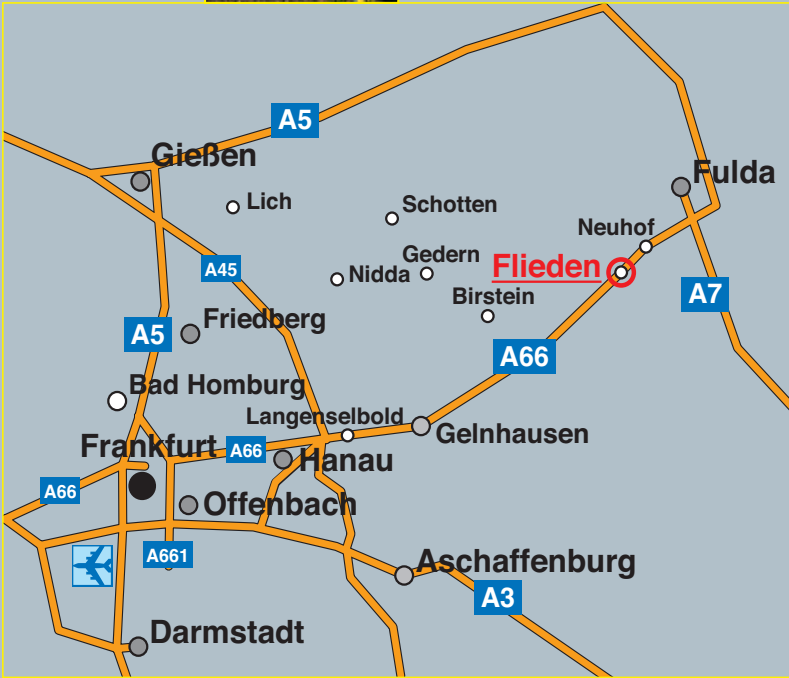 A5
Gießen
Fulda
Lich
Schotten
Neuhof
A45
Gedern
Flieden
Nidda
Birstein
A7
Friedberg
A5
A66
Bad Homburg
Langenselbold
Gelnhausen
Frankfurt
A66
Hanau
A66
Offenbach
A661
Aschaffenburg
A3
Darmstadt